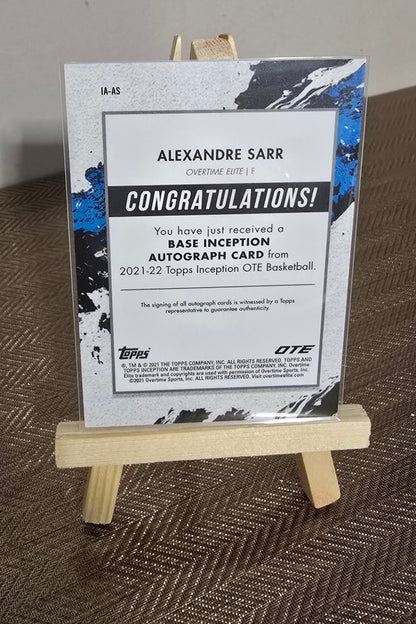 IA-AS
ALEXANDRE SARR
OVERTIME ELITE | F
CONGRATULATIONS!
You have just received a
BASE INCEPTION
AUTOGRAPH CARD from
2021-22 Topps Inception OTE Basketball.
The signing of all autograph cards is witnessed by a Topps
representative to guarantee authenticity.
Topps OTE
®, TM & © 2021 THE TOPPS COMPANY, INC. ALL RIGHTS RESERVED. TOPPS AND
TOPPS INCEPTION ARE TRADEMARKS OF THE TOPPS COMPANY, INC. Overtime
Elite trademark and copyrights are used with permission of Overtime Sports, Inc.
©2021 Overtime Sports, Inc. ALL RIGHTS RESERVED. Visit overtimeelite.com